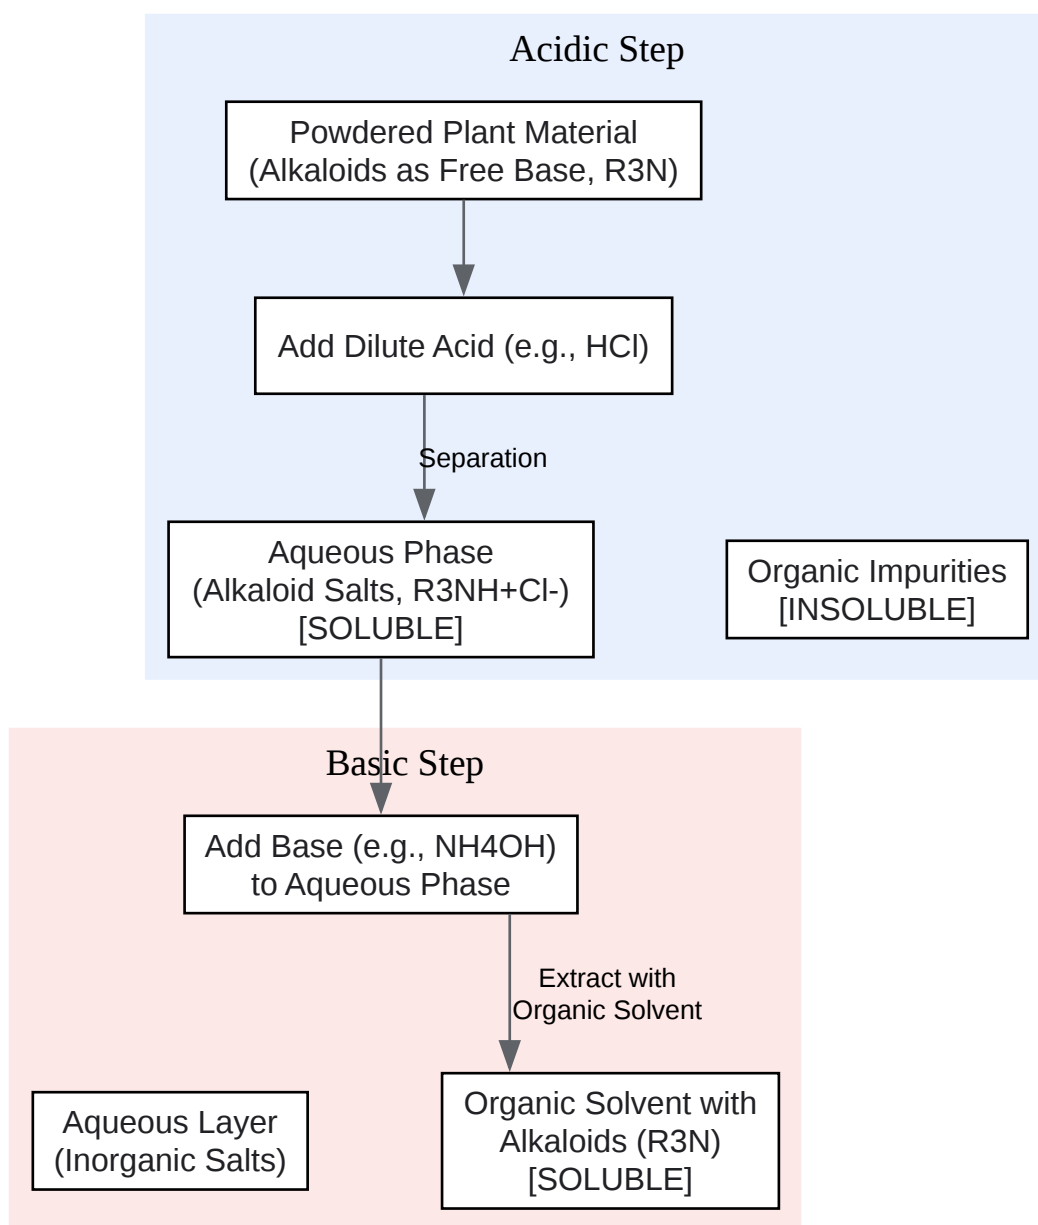 Acidic Step
Powdered Plant Material
(Alkaloids as Free Base, R3N)
Add Dilute Acid (e.g., HCl)
Separation
Aqueous Phase
(Alkaloid Salts, R3NH+Cl-)
[SOLUBLE]
Organic Impurities
[INSOLUBLE]
Basic Step
Add Base (e.g., NH4OH)
to Aqueous Phase
Extract with
Organic Solvent
Aqueous Layer
(Inorganic Salts)
Organic Solvent with
Alkaloids (R3N)
[SOLUBLE]